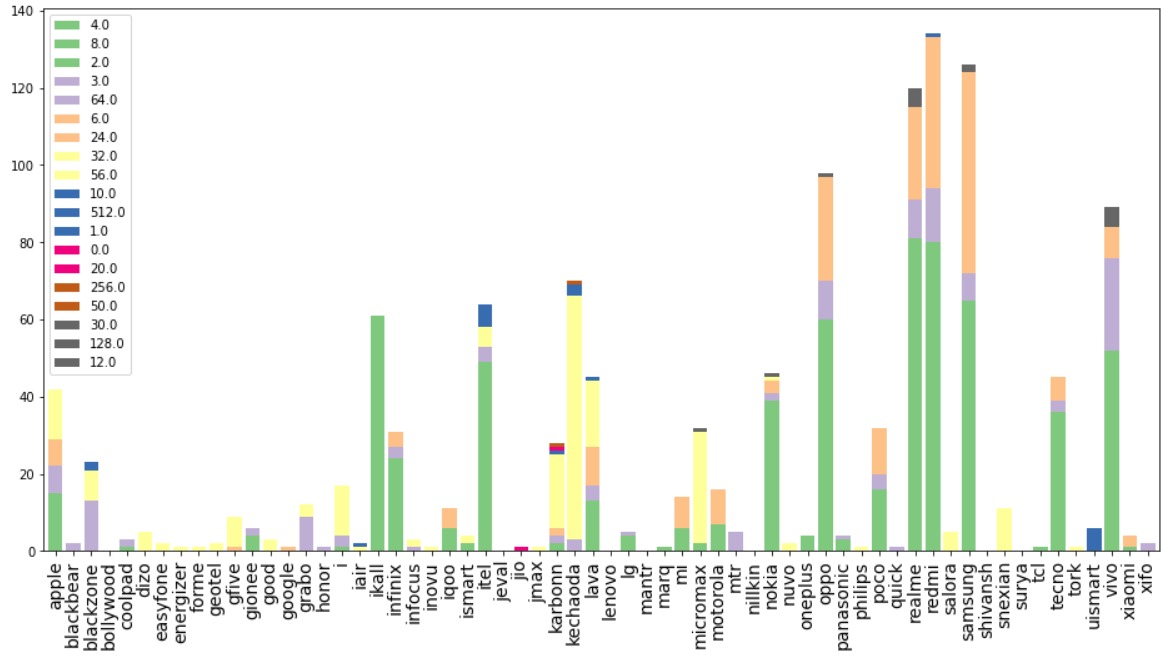 140
120
100
80
60
40
20
0
4.0
8.0
2.0
3.0
64.0
6.0
24.0
32.0
56.0
10.0
512.0
1.0
0.0
20.0
256.0
50.0
30.0
128.0
12.0
apple
blackbear
blackzone
bollywood
coolpad
dizo
easyfone
energizer
forme
geotel
gfive
gionee
good
google
grabo
honor
i
iair
ikall
infinix
infocus
inovu
iqoo
ismart
itel
jeval
jio
jmax
karbonn
kechaoda
lava
lenovo
lg
mantr
marq
mi
micromax
motorola
mtr
nillkin
nokia
nuvo
oneplus
oppo
panasonic
philips
poco
quick
realme
redmi
salora
samsung
shivansh
snexian
surya
tcl
tecno
tork
uismart
vivo
xiaomi
xifo